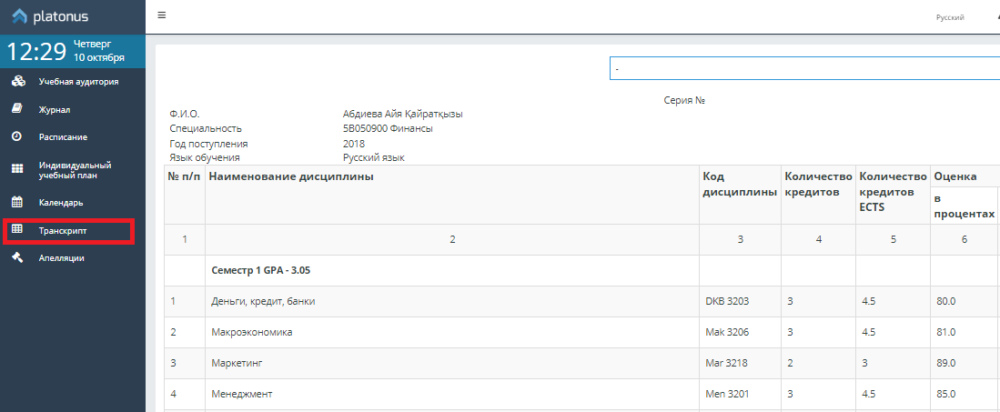 platonus
Русский
12:29 Четверг
10 октября
Учебная аудитория
Журнал
Расписание
Индивидуальный
учебный план
Календарь
Транскрипт
Апелляции
-
Серия №
Ф.И.О. Абдиева Айя Қайратқызы
Специальность 5B050900 Финансы
Год поступления 2018
Язык обучения Русский язык
№ п/п Наименование дисциплины Код дисциплины Количество кредитов Количество кредитов ECTS Оценка
в процентах
1 2 3 4 5 6
Семестр 1 GPA - 3.05
1 Деньги, кредит, банки DKB 3203 3 4.5 80.0
2 Макроэкономика Mak 3206 3 4.5 81.0
3 Маркетинг Mar 3218 2 3 89.0
4 Менеджмент Men 3201 3 4.5 85.0